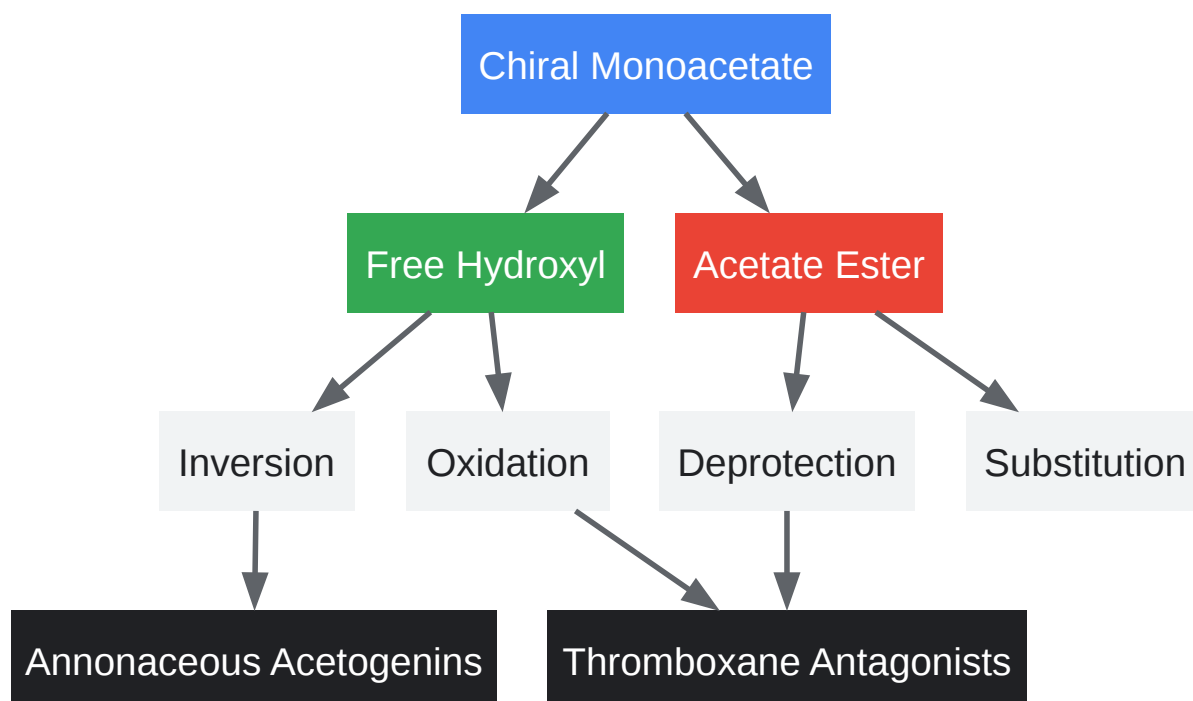 Chiral Monoacetate
Free Hydroxyl
Acetate Ester
Inversion
Oxidation
Deprotection
Substitution
Annonaceous Acetogenins
Thromboxane Antagonists